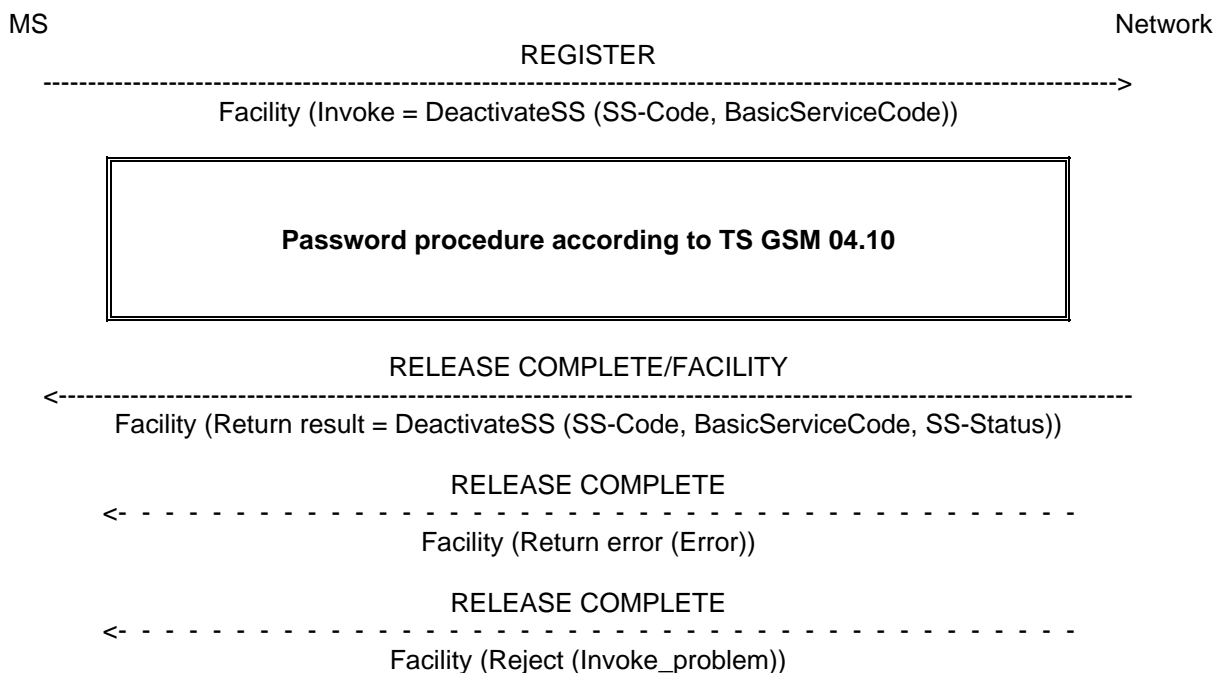 MS Network
REGISTER
Facility (Invoke = DeactivateSS (SS-Code, BasicServiceCode))
Password procedure according to TS GSM 04.10
RELEASE COMPLETE/FACILITY
Facility (Return result = DeactivateSS (SS-Code, BasicServiceCode, SS-Status))
RELEASE COMPLETE
Facility (Return error (Error))
RELEASE COMPLETE
Facility (Reject (Invoke_problem))